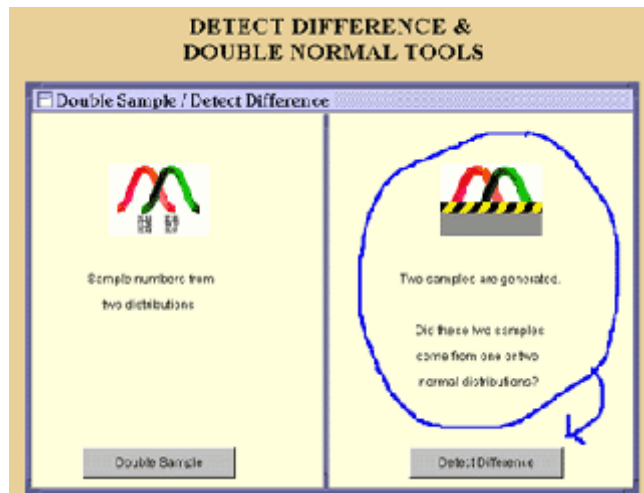 DETECT DIFFERENCE &
DOUBLE NORMAL TOOLS
Double Sample / Detect Difference
Sample numbers from
two distributions
Double Sample
Two samples are generated.
Did these two samples
come from one or two
normal distributions?
Detect Difference